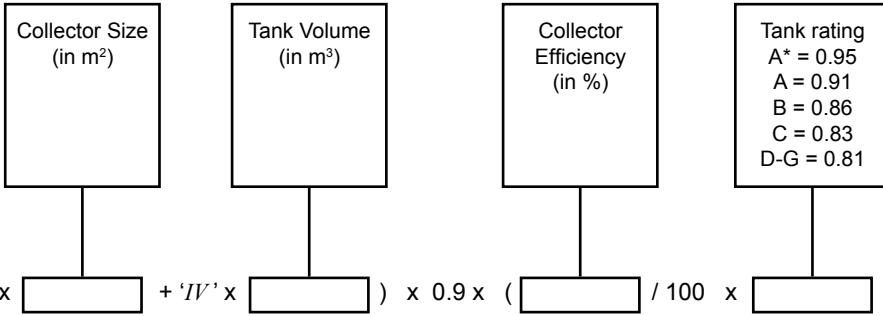 Collector Size
(in m²)
Tank Volume
(in m³)
Collector
Efficiency
(in %)
Tank rating
A* = 0.95
A = 0.91
B = 0.86
C = 0.83
D-G = 0.81
x + ‘IV’ x ) x 0.9 x ( / 100 x